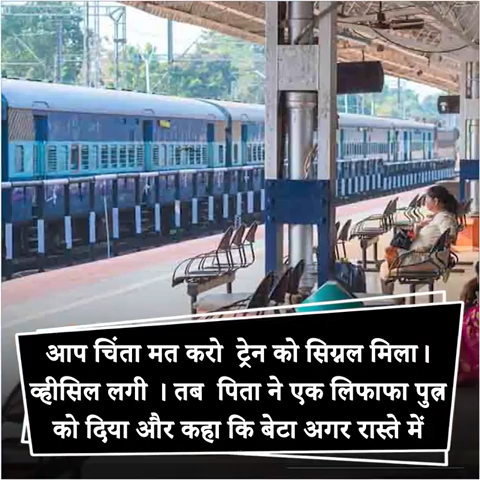 आप चिंता मत करो ट्रेन को सिग्नल मिला।
व्हीसिल लगी । तब पिता ने एक लिफाफा पुत्र
को दिया और कहा कि बेटा अगर रास्ते में